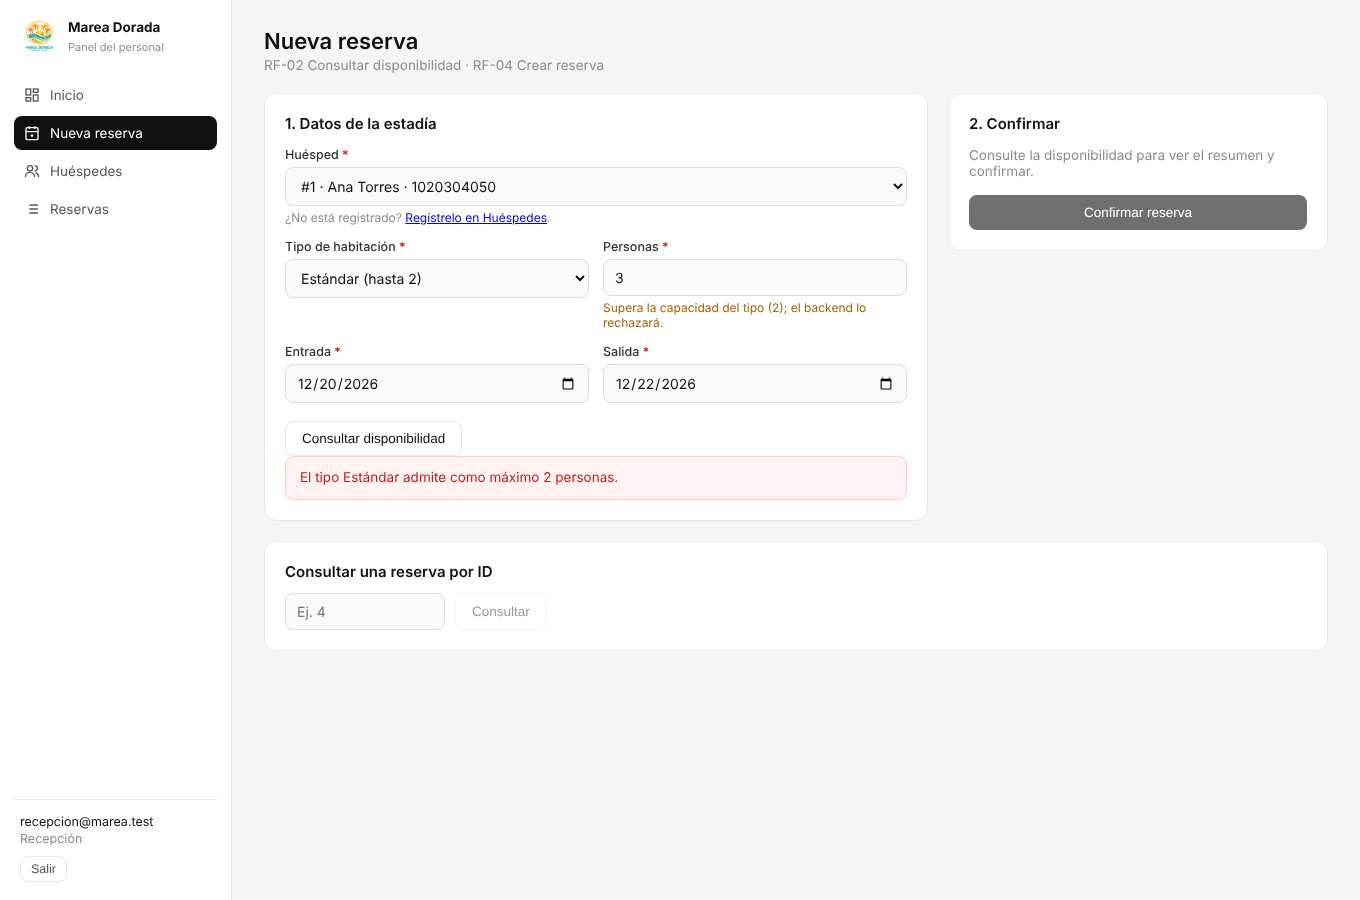 Marea Dorada
Panel del personal
Inicio
Nueva reserva
Huéspedes
Reservas
recepcion@marea.test
Recepción
Salir
Nueva reserva
RF-02 Consultar disponibilidad · RF-04 Crear reserva
1. Datos de la estadía
Huésped *
#1 · Ana Torres · 1020304050
¿No está registrado? Regístrelo en Huéspedes.
Tipo de habitación *
Estándar (hasta 2)
Personas *
3
Supera la capacidad del tipo (2); el backend lo
rechazará.
Entrada *
12/20/2026
Salida *
12/22/2026
Consultar disponibilidad
El tipo Estándar admite como máximo 2 personas.
2. Confirmar
Consulte la disponibilidad para ver el resumen y
confirmar.
Confirmar reserva
Consultar una reserva por ID
Ej. 4
Consultar